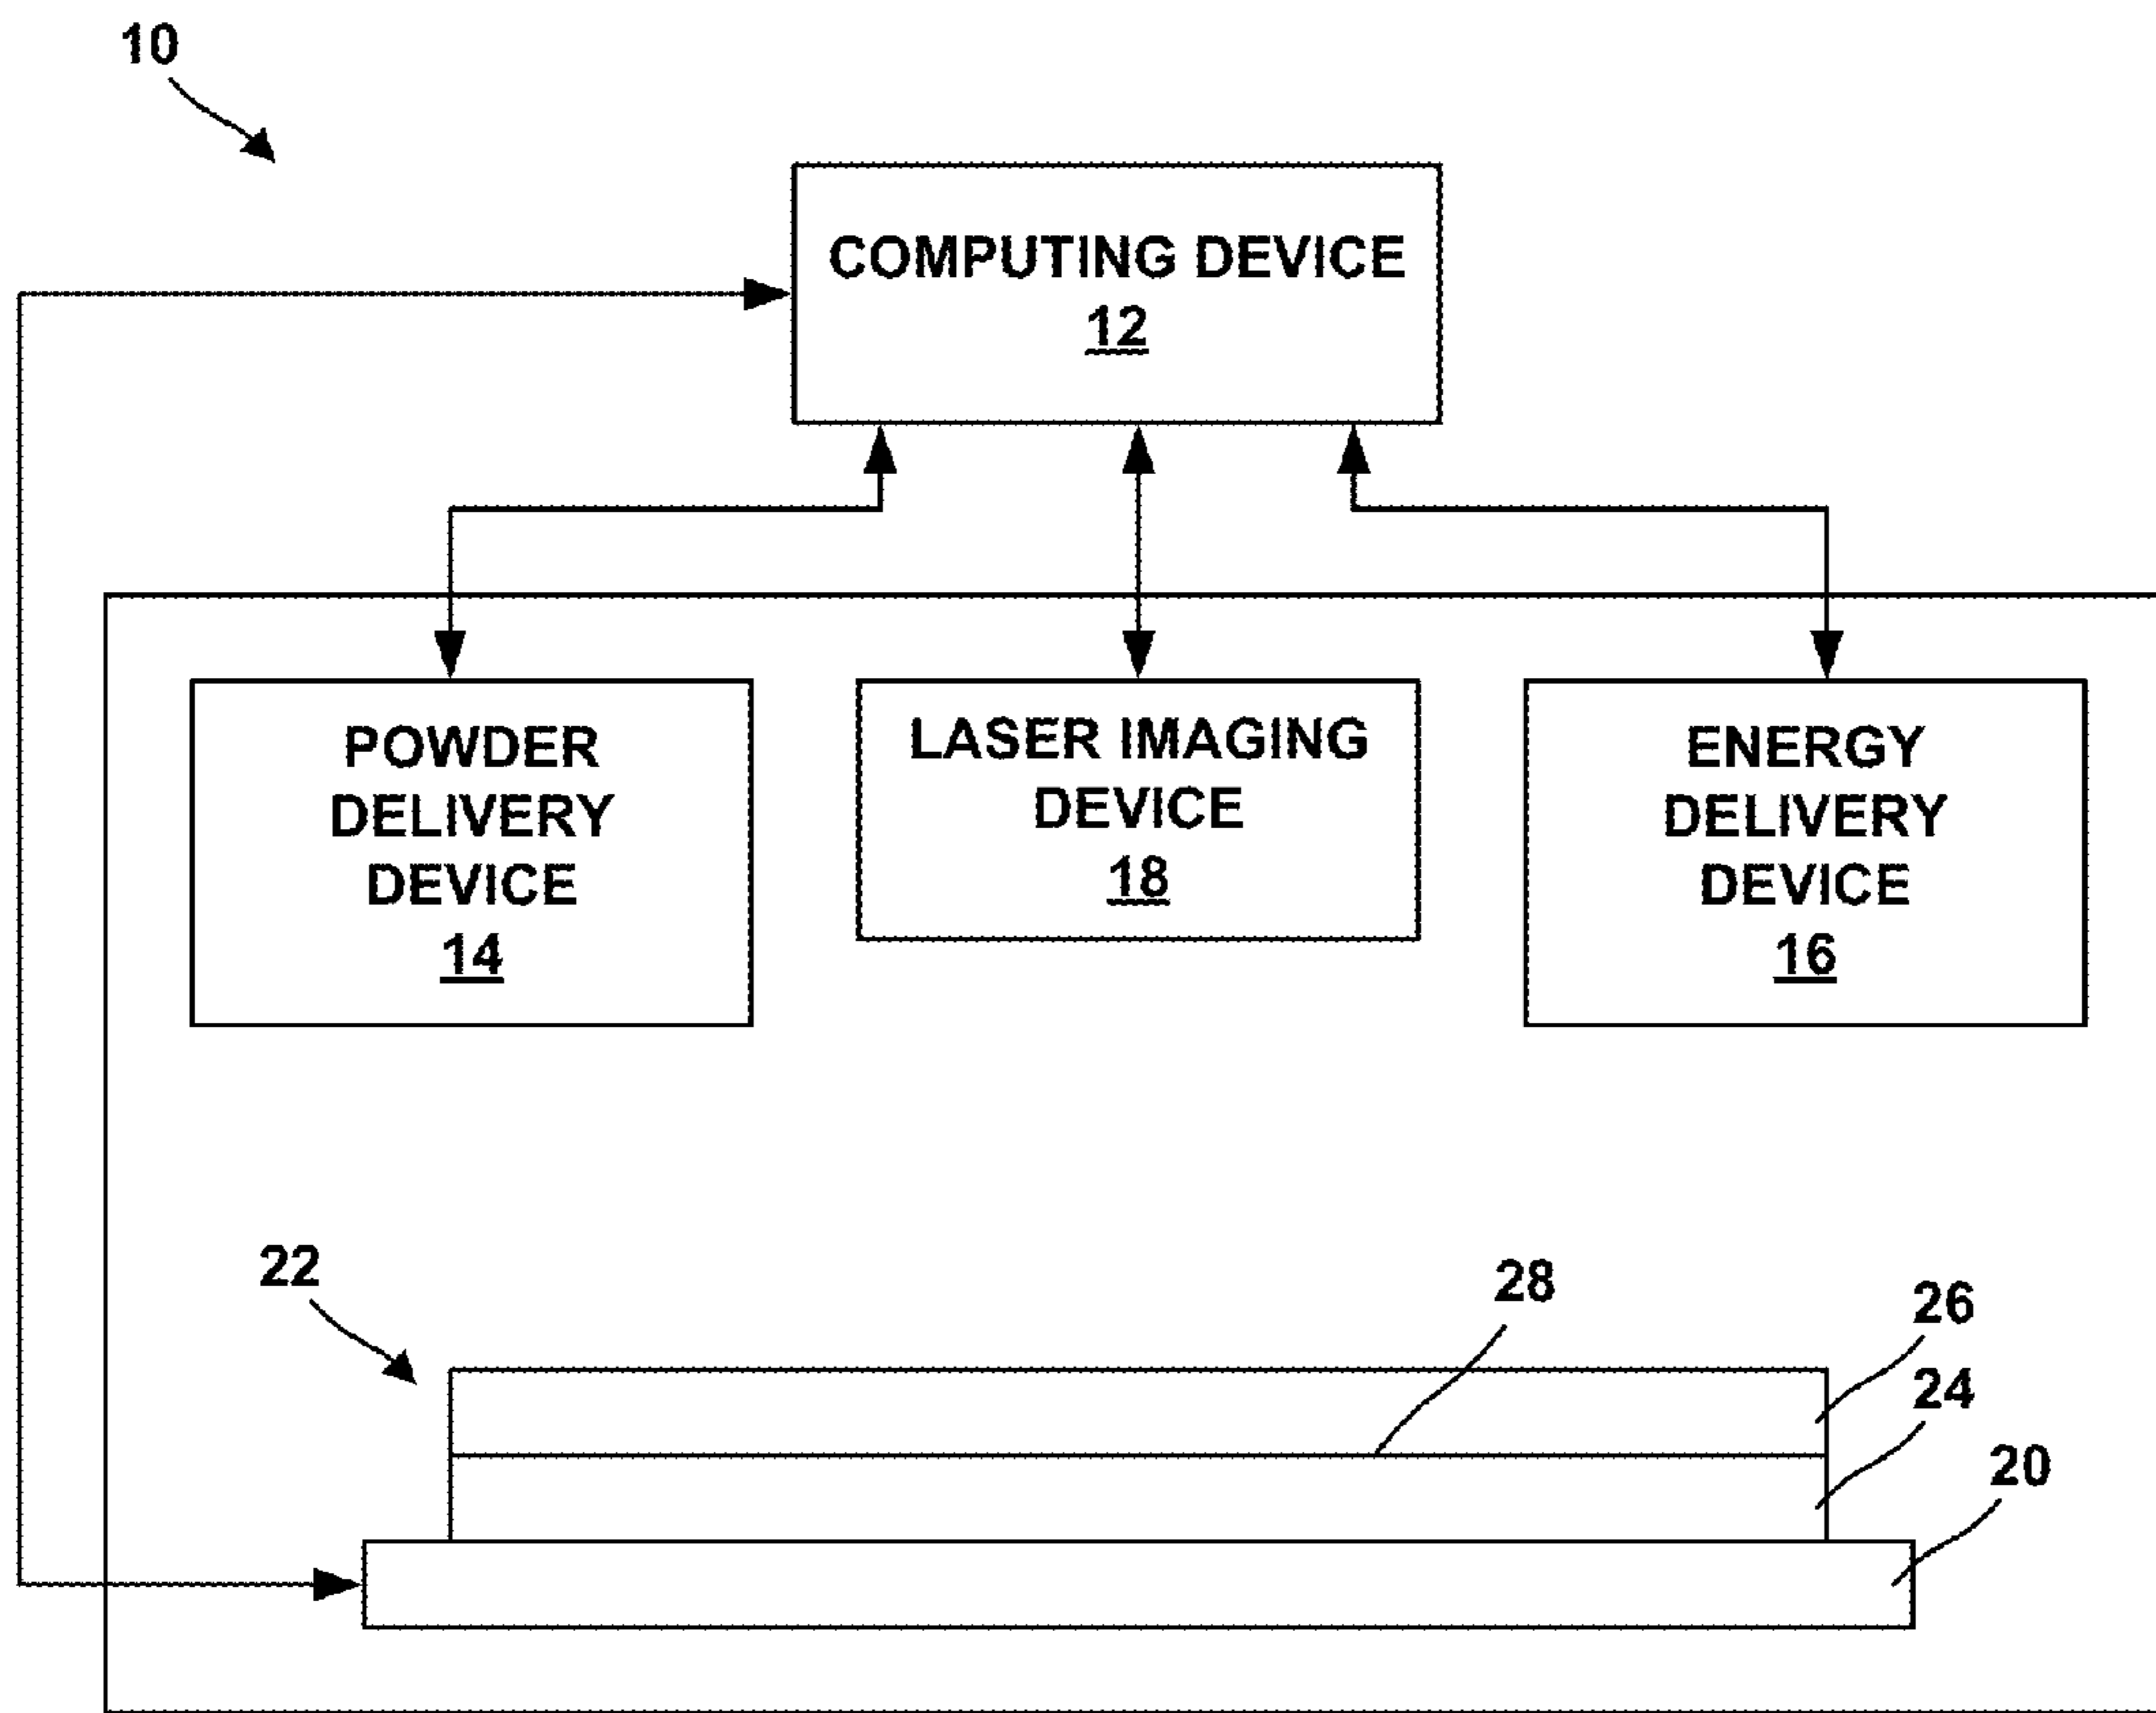 10
COMPUTING DEVICE
12
POWDER
DELIVERY
DEVICE
14
LASER IMAGING
DEVICE
18
ENERGY
DELIVERY
DEVICE
16
22
28
26
24
20